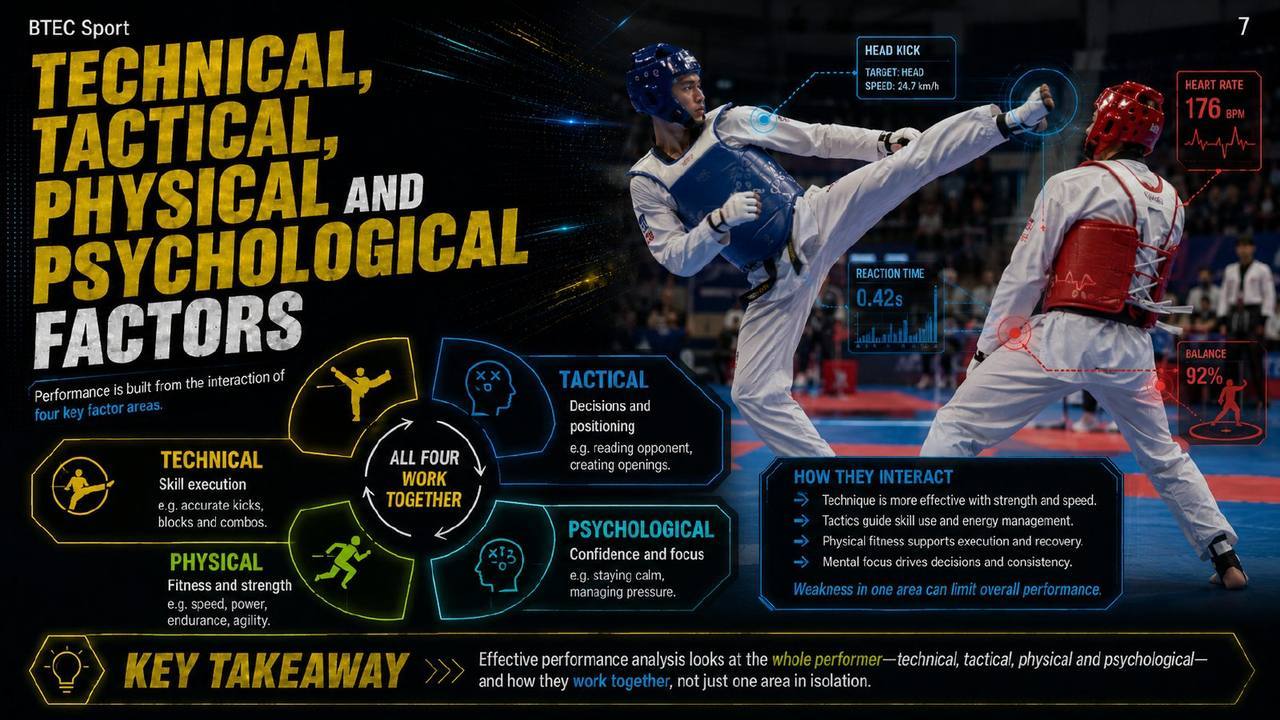 BTEC Sport
7
TECHNICAL,
TACTICAL,
PHYSICAL AND
PSYCHOLOGICAL
FACTORS
Performance is built from the interaction of
four key factor areas.
HEAD KICK
TARGET: HEAD
SPEED: 24.7 km/h
HEART RATE
176 BPM
REACTION TIME
0.42s
BALANCE
92%
TECHNICAL
Skill execution
e.g. accurate kicks,
blocks and combos.
TACTICAL
Decisions and
positioning
e.g. reading opponent,
creating openings.
ALL FOUR
WORK
TOGETHER
PHYSICAL
Fitness and strength
e.g. speed, power,
endurance, agility.
PSYCHOLOGICAL
Confidence and focus
e.g. staying calm,
managing pressure.
HOW THEY INTERACT
Technique is more effective with strength and speed.
Tactics guide skill use and energy management.
Physical fitness supports execution and recovery.
Mental focus drives decisions and consistency.
Weakness in one area can limit overall performance.
KEY TAKEAWAY
Effective performance analysis looks at the whole performer—technical, tactical, physical and psychological—
and how they work together, not just one area in isolation.